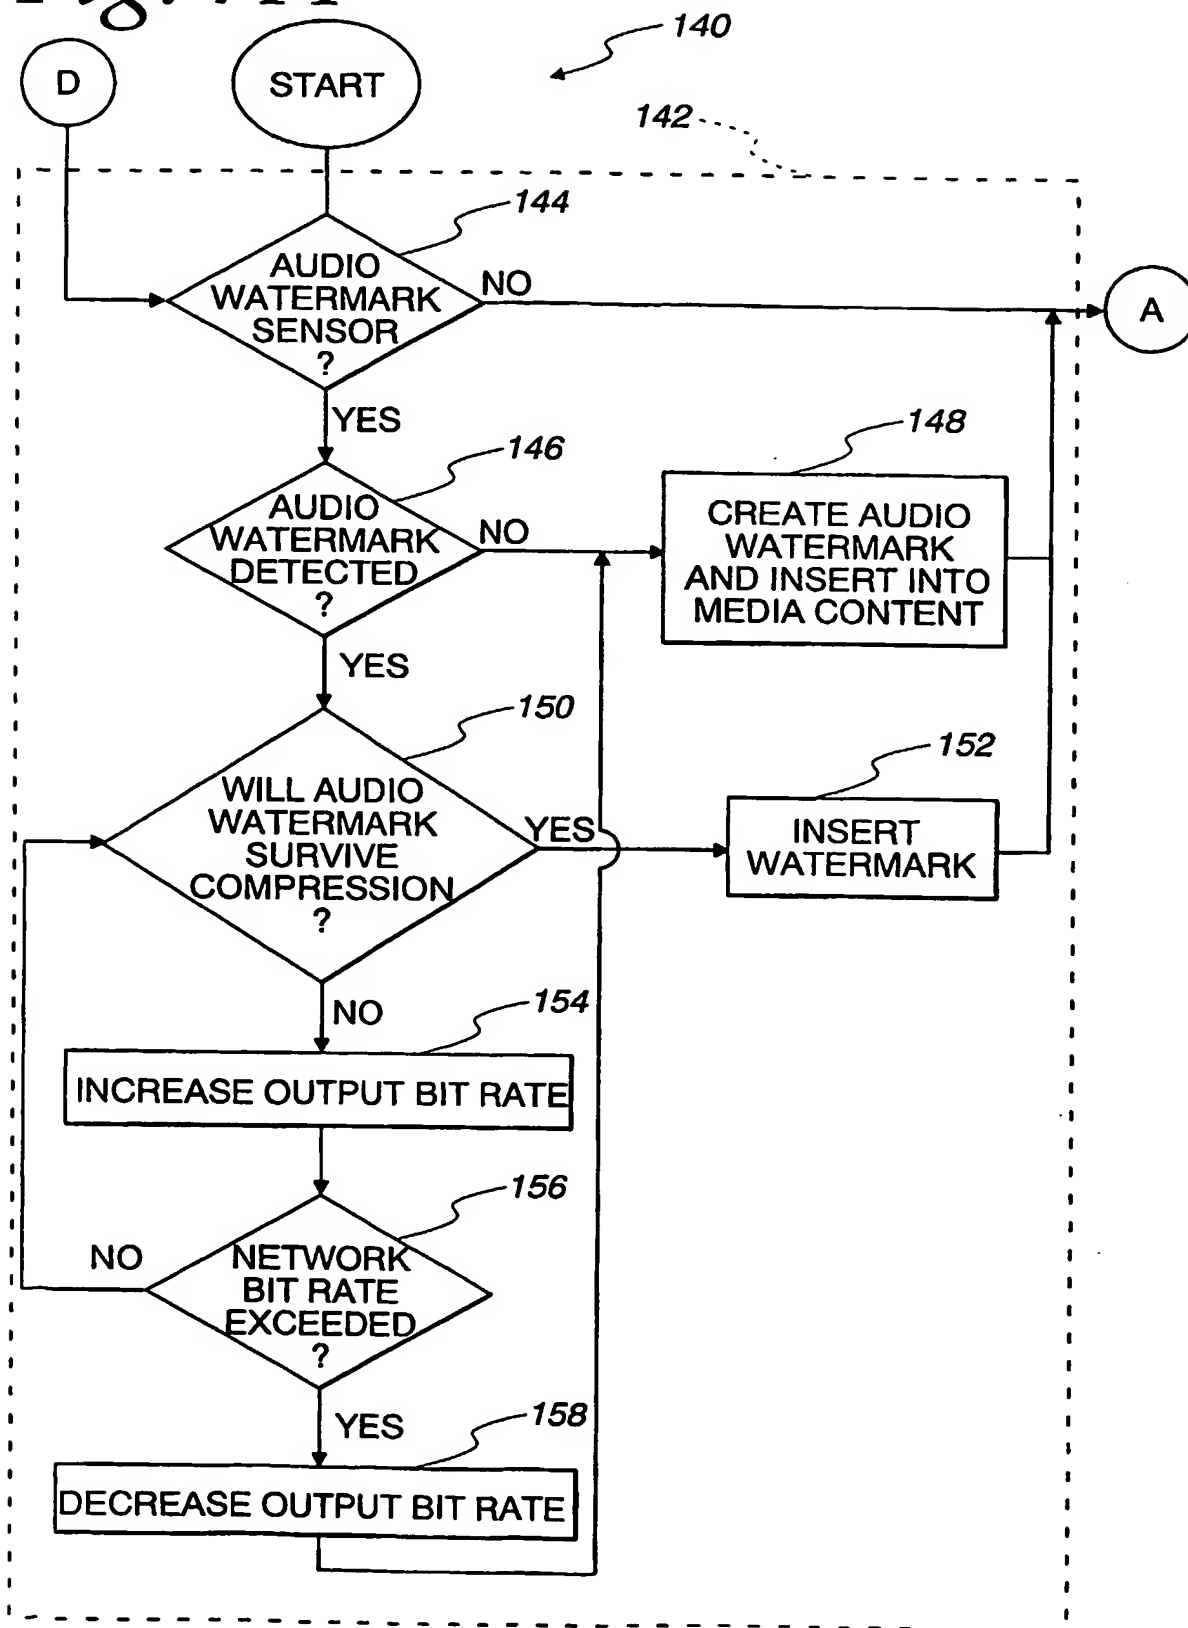 140
D
START
142
144
AUDIO
WATERMARK
SENSOR
?
NO
A
YES
146
AUDIO
WATERMARK
DETECTED
?
NO
148
CREATE AUDIO
WATERMARK
AND INSERT INTO
MEDIA CONTENT
YES
150
WILL AUDIO
WATERMARK
SURVIVE
COMPRESSION
?
YES
152
INSERT
WATERMARK
NO
154
INCREASE OUTPUT BIT RATE
156
NO
NETWORK
BIT RATE
EXCEEDED
?
YES
158
DECREASE OUTPUT BIT RATE